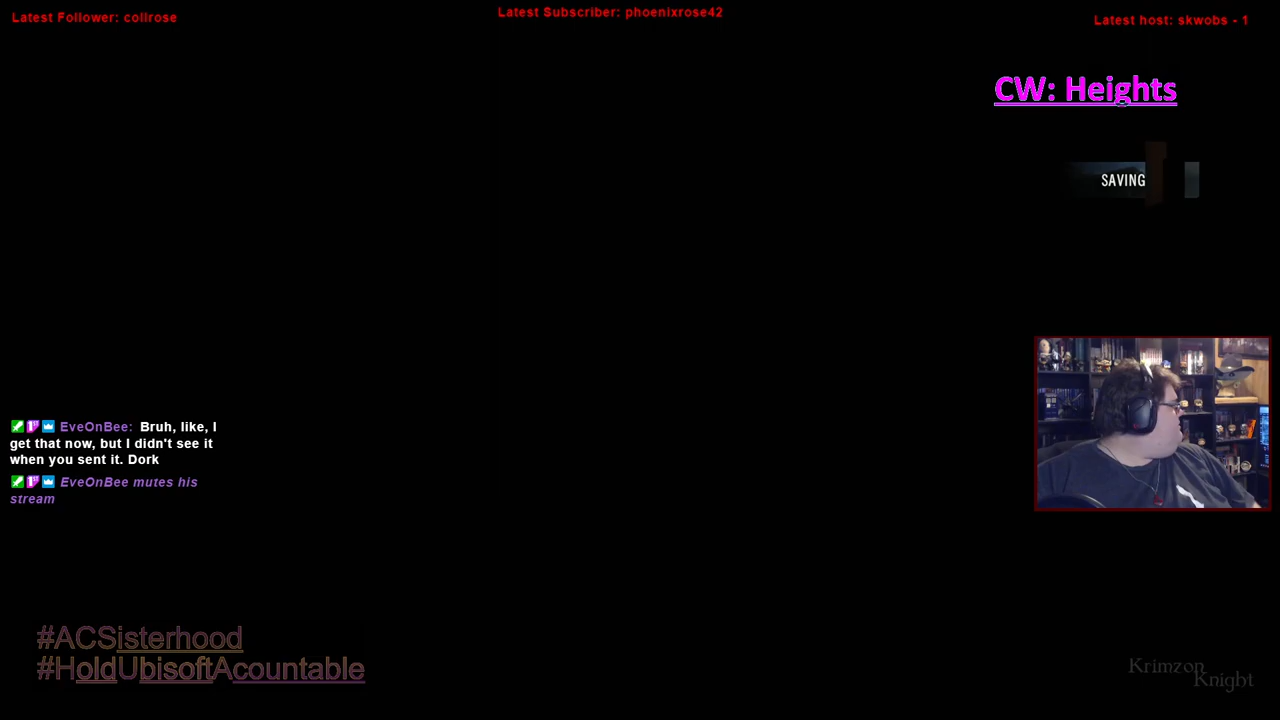 Latest Follower: collrose
Latest Subscriber: phoenixrose42
Latest host: skwobs - 1
CW: Heights
SAVING
EveOnBee: Bruh, like, I
get that now, but I didn't see it
when you sent it. Dork
EveOnBee mutes his
stream
#ACSisterhood
#HoldUbisoftAcountable
Krimzon
Knight